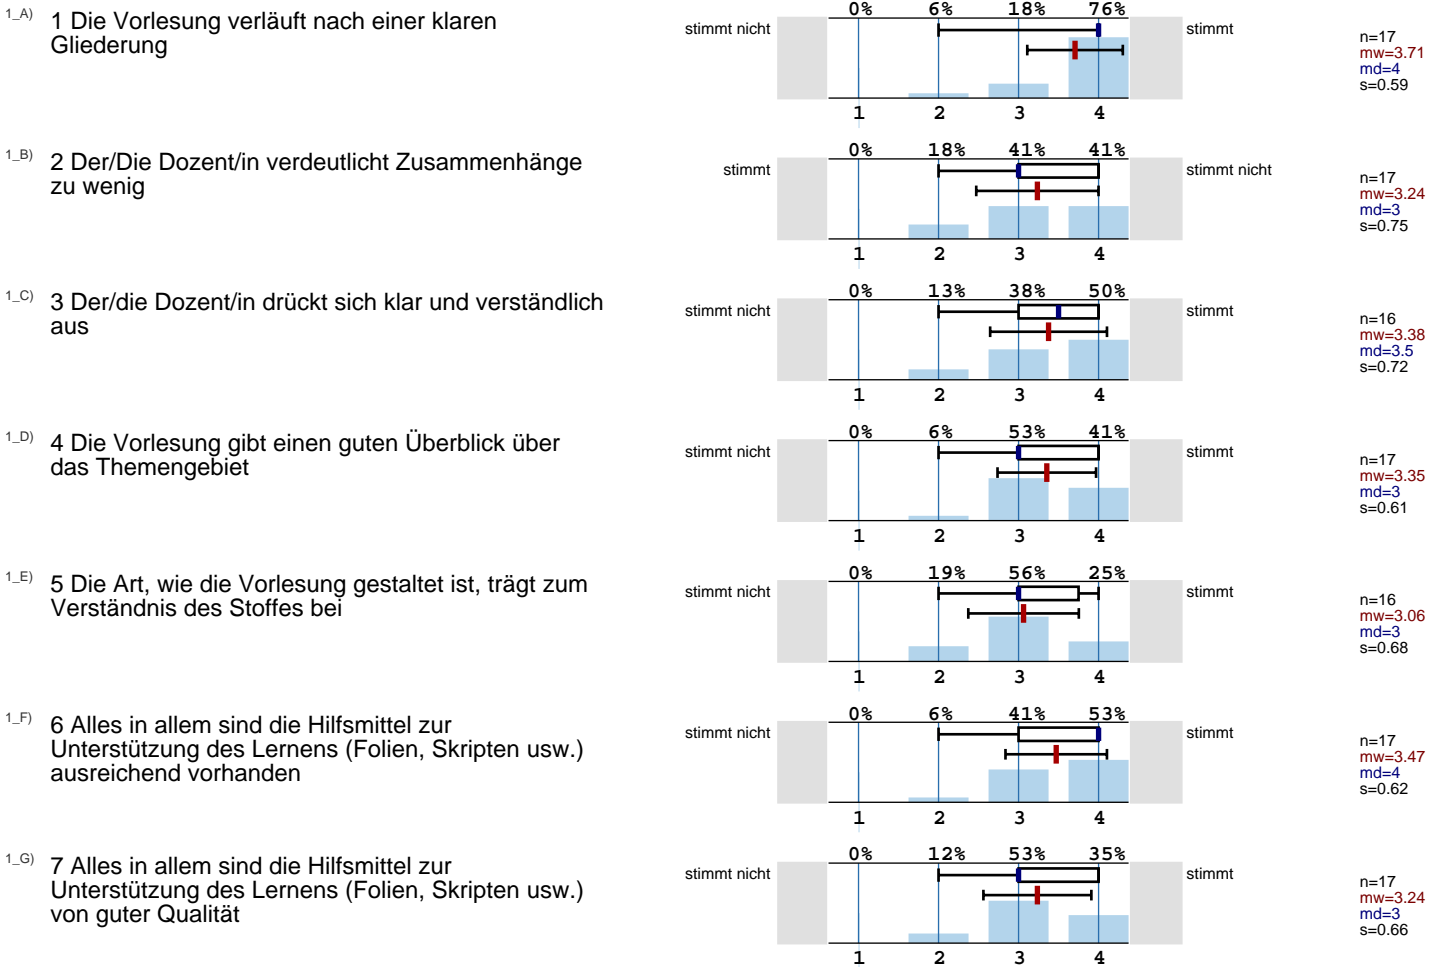 1_A) 1 Die Vorlesung verläuft nach einer klaren
Gliederung
0% 6% 18% 76%
stimmt nicht stimmt
n=17
mw=3.71
md=4
s=0.59
1 2 3 4
1_B) 2 Der/Die Dozent/in verdeutlicht Zusammenhänge
zu wenig
0% 18% 41% 41%
stimmt stimmt nicht
n=17
mw=3.24
md=3
s=0.75
1 2 3 4
1_C) 3 Der/die Dozent/in drückt sich klar und verständlich
aus
0% 13% 38% 50%
stimmt nicht stimmt
n=16
mw=3.38
md=3.5
s=0.72
1 2 3 4
1_D) 4 Die Vorlesung gibt einen guten Überblick über
das Themengebiet
0% 6% 53% 41%
stimmt nicht stimmt
n=17
mw=3.35
md=3
s=0.61
1 2 3 4
1_E) 5 Die Art, wie die Vorlesung gestaltet ist, trägt zum
Verständnis des Stoffes bei
0% 19% 56% 25%
stimmt nicht stimmt
n=16
mw=3.06
md=3
s=0.68
1 2 3 4
1_F) 6 Alles in allem sind die Hilfsmittel zur
Unterstützung des Lernens (Folien, Skripten usw.)
ausreichend vorhanden
0% 6% 41% 53%
stimmt nicht stimmt
n=17
mw=3.47
md=4
s=0.62
1 2 3 4
1_G) 7 Alles in allem sind die Hilfsmittel zur
Unterstützung des Lernens (Folien, Skripten usw.)
von guter Qualität
0% 12% 53% 35%
stimmt nicht stimmt
n=17
mw=3.24
md=3
s=0.66
1 2 3 4